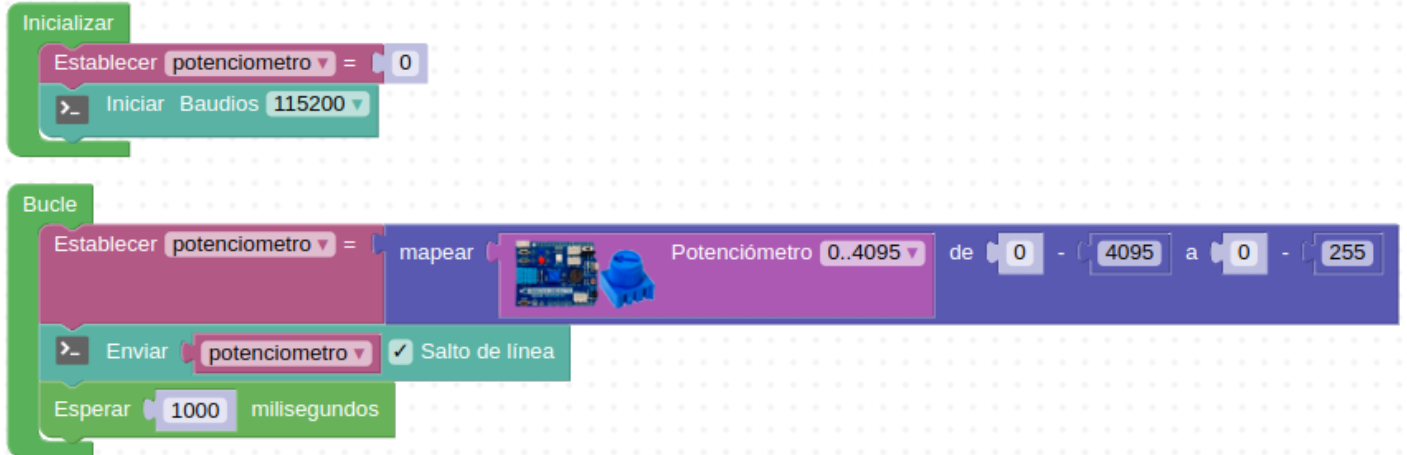 Inicializar
Establecer potenciometro = 0
Iniciar Baudios 115200
Bucle
Establecer potenciometro = mapear Potenciómetro 0..4095 de 0 - 4095 a 0 - 255
Enviar potenciometro Salto de línea
Esperar 1000 milisegundos